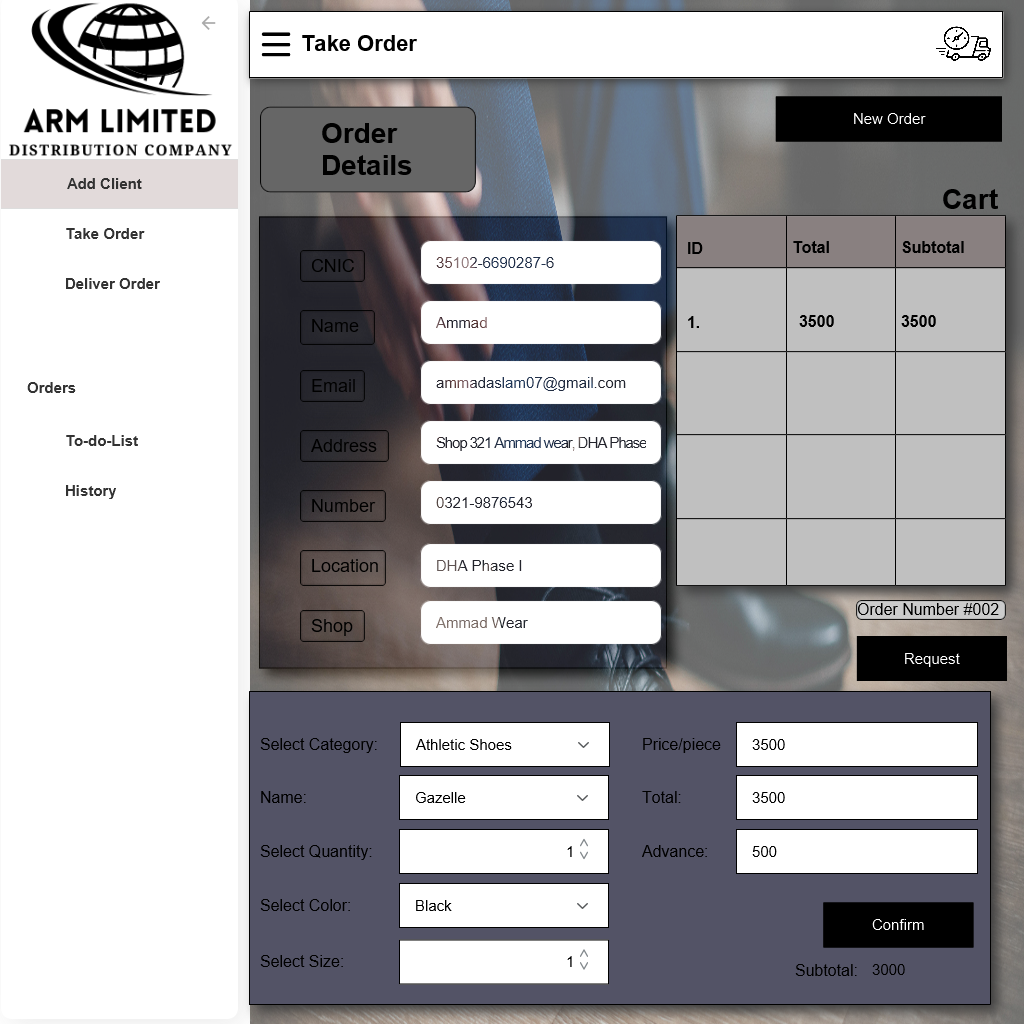 ARM LIMITED
DISTRIBUTION COMPANY
Add Client
Take Order
Deliver Order
Orders
To-do-List
History
Take Order
New Order
Order
Details
CNIC 35102-6690287-6
Name Ammad
Email ammadaslam07@gmail.com
Address Shop 321 Ammad wear, DHA Phase
Number 0321-9876543
Location DHA Phase I
Shop Ammad Wear
Cart
ID Total Subtotal
1. 3500 3500
Order Number #002
Request
Select Category: Athletic Shoes Price/piece 3500
Name: Gazelle Total: 3500
Select Quantity: 1 Advance: 500
Select Color: Black
Confirm
Select Size: 1
Subtotal: 3000